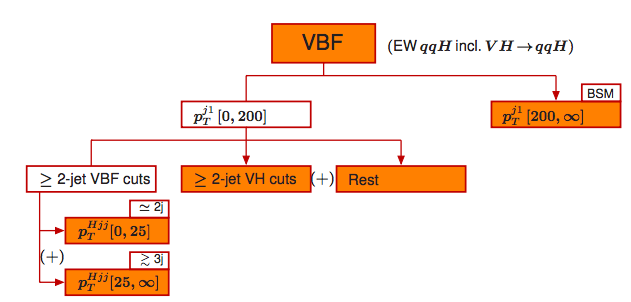 VBF
(EW qqH incl. VH → qqH)
BSM
p_T^{j1} [0, 200]
p_T^{j1} [200, ∞]
≥ 2-jet VBF cuts
≥ 2-jet VH cuts
(+)
Rest
≃ 2j
p_T^{Hjj} [0, 25]
(+)
≳ 3j
p_T^{Hjj} [25, ∞]